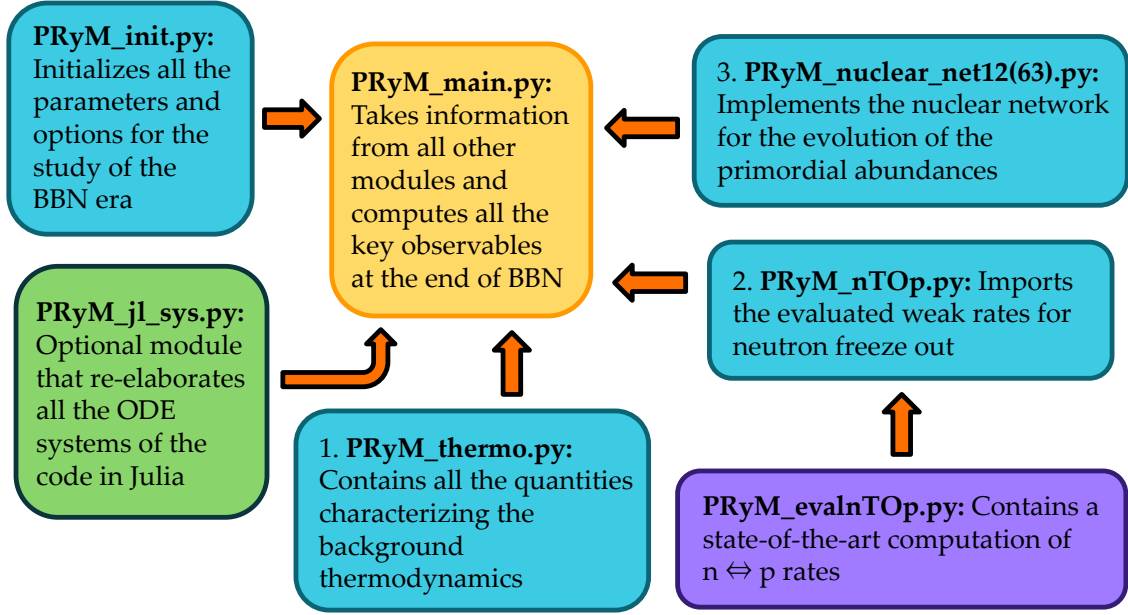 PRyM_init.py:
Initializes all the
parameters and
options for the
study of the
BBN era
PRyM_main.py:
Takes information
from all other
modules and
computes all the
key observables
at the end of BBN
3. PRyM_nuclear_net12(63).py:
Implements the nuclear network
for the evolution of the
primordial abundances
PRyM_jl_sys.py:
Optional module
that re-elaborates
all the ODE
systems of the
code in Julia
2. PRyM_nTOp.py: Imports
the evaluated weak rates for
neutron freeze out
1. PRyM_thermo.py:
Contains all the quantities
characterizing the
background
thermodynamics
PRyM_evalnTOp.py: Contains a
state-of-the-art computation of
n ⇔ p rates